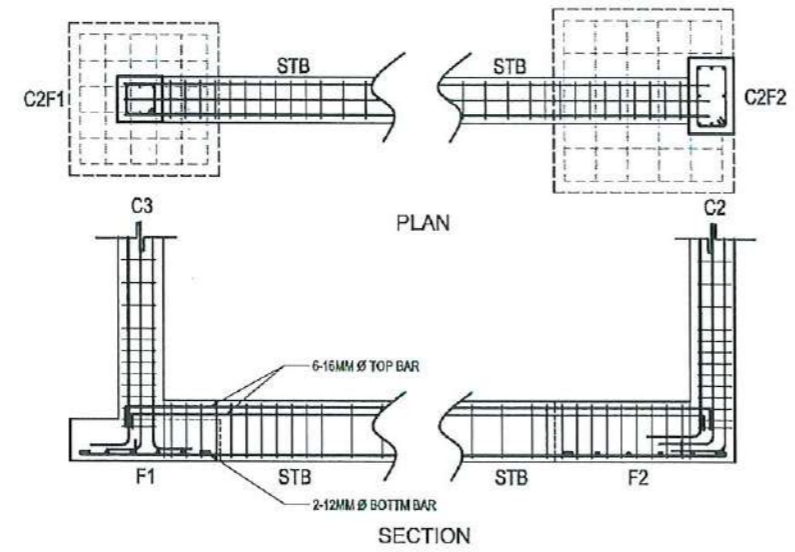 STB
STB
C2F1
C2F2
PLAN
C3
C2
6-16MM Ø TOP BAR
F1
STB
STB
F2
2-12MM Ø BOTTM BAR
SECTION